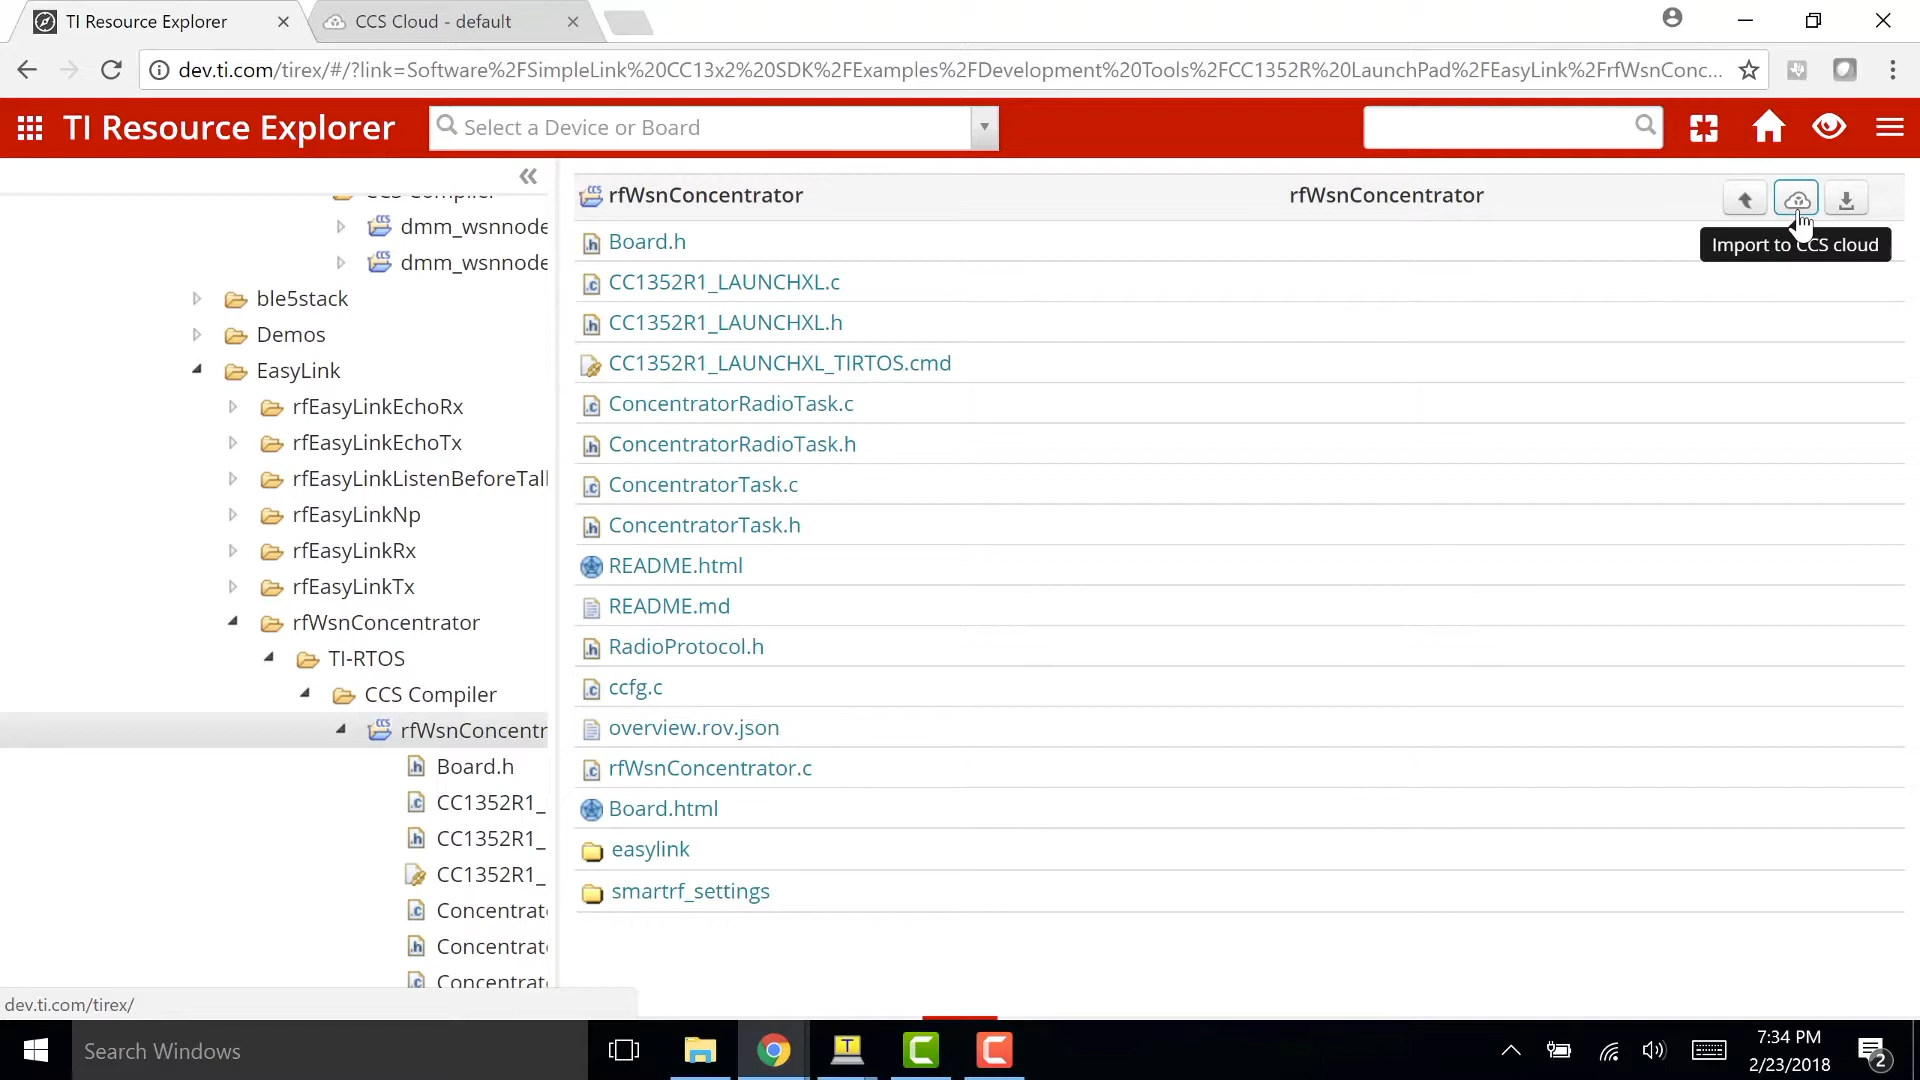 TI Resource Explorer
CCS Cloud - default
dev.ti.com/tirex/#/?link=Software%2FSimpleLink%20CC13x2%20SDK%2FExamples%2FDevelopment%20Tools%2FCC1352R%20LaunchPad%2FEasyLink%2FrfWsnConc...
TI Resource Explorer
Select a Device or Board
dmm_wsnnode
dmm_wsnnode
ble5stack
Demos
EasyLink
rfEasyLinkEchoRx
rfEasyLinkEchoTx
rfEasyLinkListenBeforeTal
rfEasyLinkNp
rfEasyLinkRx
rfEasyLinkTx
rfWsnConcentrator
TI-RTOS
CCS Compiler
rfWsnConcentr
Board.h
CC1352R1_
CC1352R1_
CC1352R1_
Concentrat
Concentrat
Concentrat
rfWsnConcentrator
rfWsnConcentrator
Import to CCS cloud
Board.h
CC1352R1_LAUNCHXL.c
CC1352R1_LAUNCHXL.h
CC1352R1_LAUNCHXL_TIRTOS.cmd
ConcentratorRadioTask.c
ConcentratorRadioTask.h
ConcentratorTask.c
ConcentratorTask.h
README.html
README.md
RadioProtocol.h
ccfg.c
overview.rov.json
rfWsnConcentrator.c
Board.html
easylink
smartrf_settings
dev.ti.com/tirex/
Search Windows
7:34 PM
2/23/2018
2